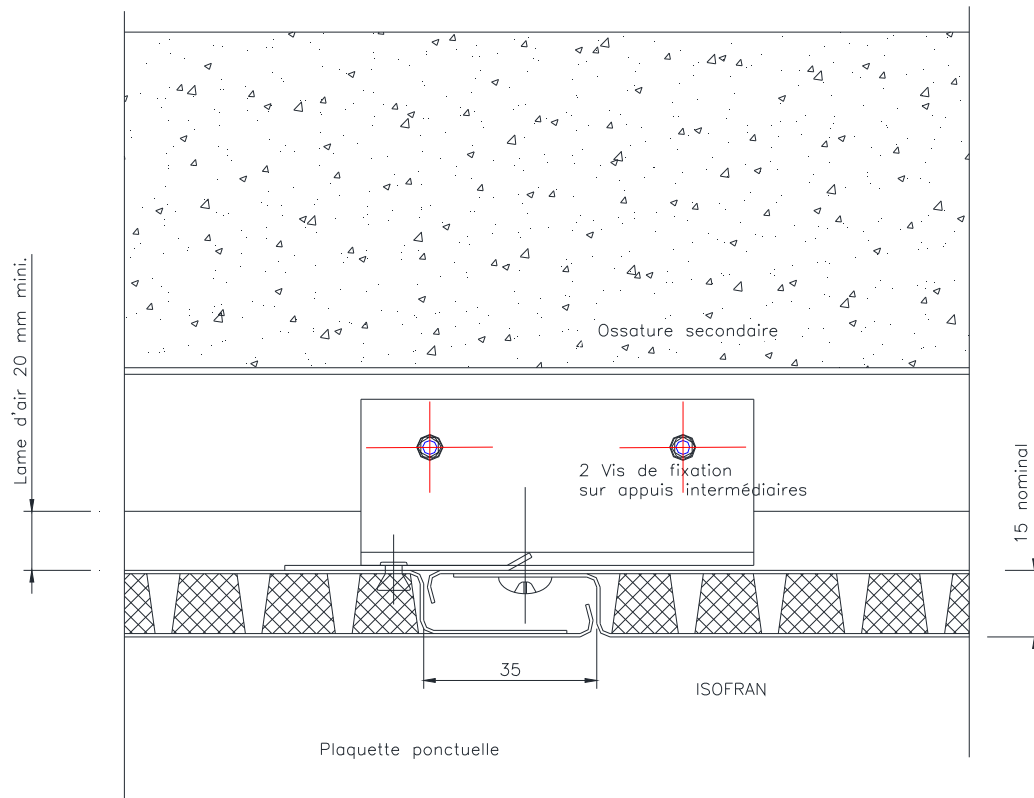 Ossature secondaire
Lame d'air 20 mm mini.
2 Vis de fixation
sur appuis intermédiaires
15 nominal
35
ISOFRAN
Plaquette ponctuelle